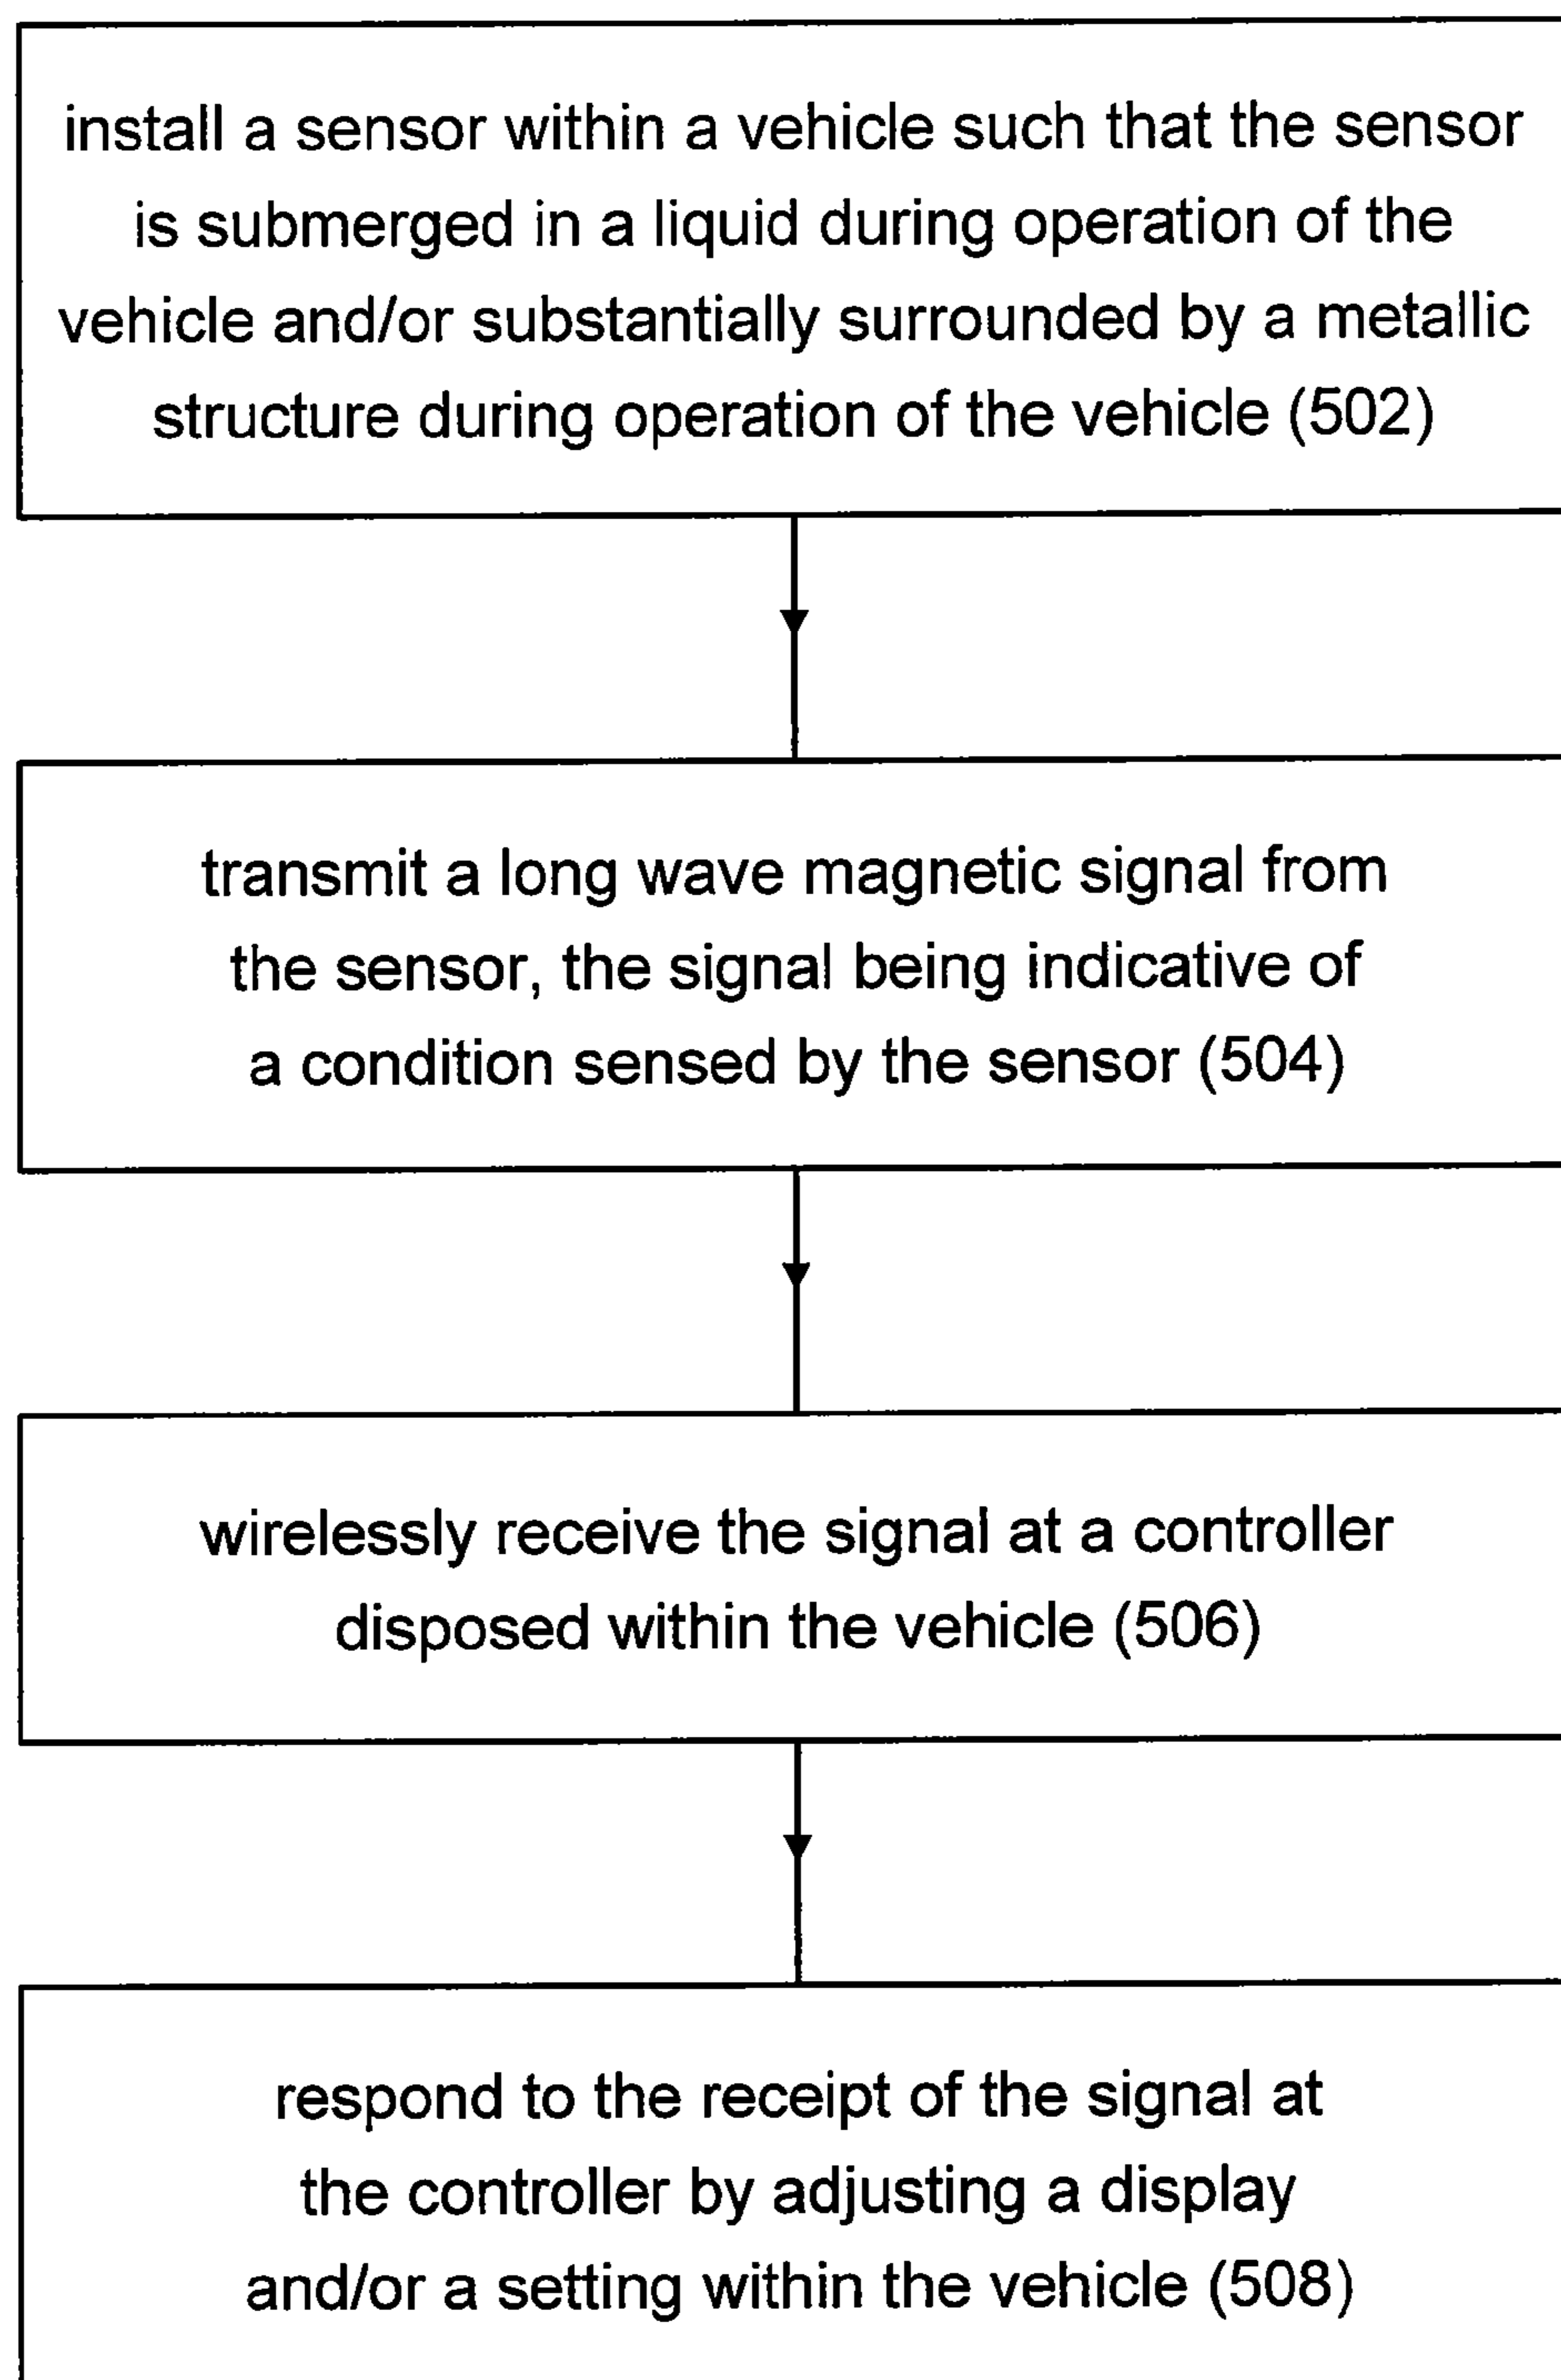 install a sensor within a vehicle such that the sensor
is submerged in a liquid during operation of the
vehicle and/or substantially surrounded by a metallic
structure during operation of the vehicle (502)
transmit a long wave magnetic signal from
the sensor, the signal being indicative of
a condition sensed by the sensor (504)
wirelessly receive the signal at a controller
disposed within the vehicle (506)
respond to the receipt of the signal at
the controller by adjusting a display
and/or a setting within the vehicle (508)